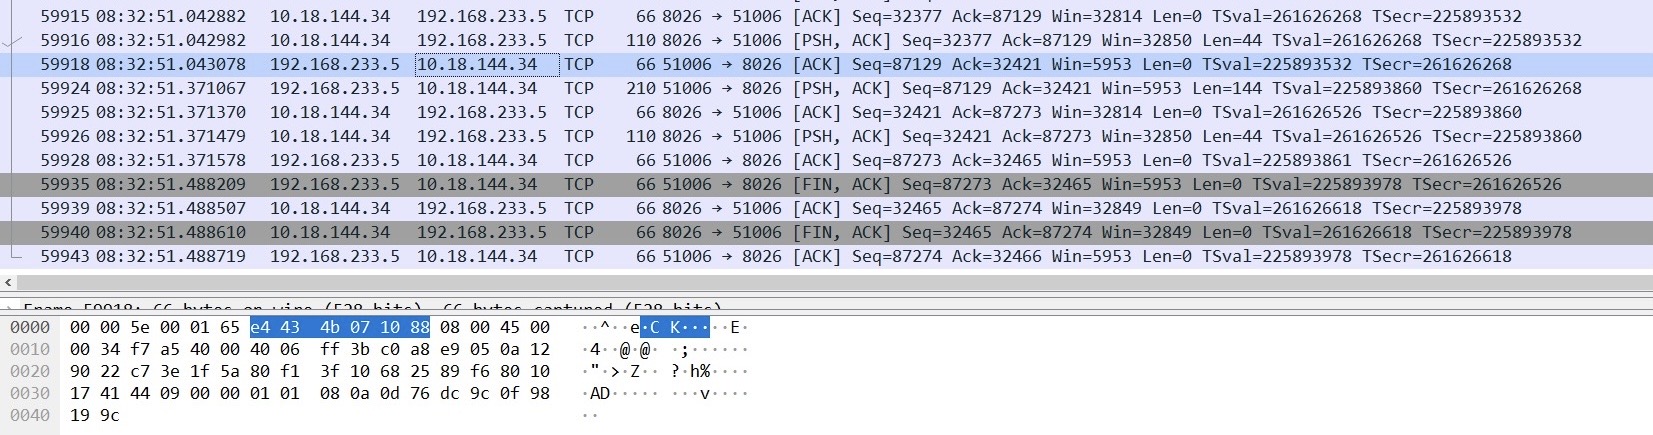 59915 08:32:51.042882 10.18.144.34 192.168.233.5 TCP 66 8026 → 51006 [ACK] Seq=32377 Ack=87129 Win=32814 Len=0 TSval=261626268 TSecr=225893532
59916 08:32:51.042982 10.18.144.34 192.168.233.5 TCP 110 8026 → 51006 [PSH, ACK] Seq=32377 Ack=87129 Win=32850 Len=44 TSval=261626268 TSecr=225893532
59918 08:32:51.043078 192.168.233.5 10.18.144.34 TCP 66 51006 → 8026 [ACK] Seq=87129 Ack=32421 Win=5953 Len=0 TSval=225893532 TSecr=261626268
59924 08:32:51.371067 192.168.233.5 10.18.144.34 TCP 210 51006 → 8026 [PSH, ACK] Seq=87129 Ack=32421 Win=5953 Len=144 TSval=225893860 TSecr=261626268
59925 08:32:51.371370 10.18.144.34 192.168.233.5 TCP 66 8026 → 51006 [ACK] Seq=32421 Ack=87273 Win=32814 Len=0 TSval=261626526 TSecr=225893860
59926 08:32:51.371479 10.18.144.34 192.168.233.5 TCP 110 8026 → 51006 [PSH, ACK] Seq=32421 Ack=87273 Win=32850 Len=44 TSval=261626526 TSecr=225893860
59928 08:32:51.371578 192.168.233.5 10.18.144.34 TCP 66 51006 → 8026 [ACK] Seq=87273 Ack=32465 Win=5953 Len=0 TSval=225893861 TSecr=261626526
59935 08:32:51.488209 192.168.233.5 10.18.144.34 TCP 66 51006 → 8026 [FIN, ACK] Seq=87273 Ack=32465 Win=5953 Len=0 TSval=225893978 TSecr=261626526
59939 08:32:51.488507 10.18.144.34 192.168.233.5 TCP 66 8026 → 51006 [ACK] Seq=32465 Ack=87274 Win=32849 Len=0 TSval=261626618 TSecr=225893978
59940 08:32:51.488610 10.18.144.34 192.168.233.5 TCP 66 8026 → 51006 [FIN, ACK] Seq=32465 Ack=87274 Win=32849 Len=0 TSval=261626618 TSecr=225893978
59943 08:32:51.488719 192.168.233.5 10.18.144.34 TCP 66 51006 → 8026 [ACK] Seq=87274 Ack=32466 Win=5953 Len=0 TSval=225893978 TSecr=261626618
Frame 59918: 66 bytes on wire (528 bits), 66 bytes captured (528 bits)
0000 00 00 5e 00 01 65 e4 43 4b 07 10 88 08 00 45 00 ··^··e·C K·····E·
0010 00 34 f7 a5 40 00 40 06 ff 3b c0 a8 e9 05 0a 12 ·4··@·@· ·;······
0020 90 22 c7 3e 1f 5a 80 f1 3f 10 68 25 89 f6 80 10 ·"·>·Z·· ?·h%····
0030 17 41 44 09 00 00 01 01 08 0a 0d 76 dc 9c 0f 98 ·AD····· ···v····
0040 19 9c ··